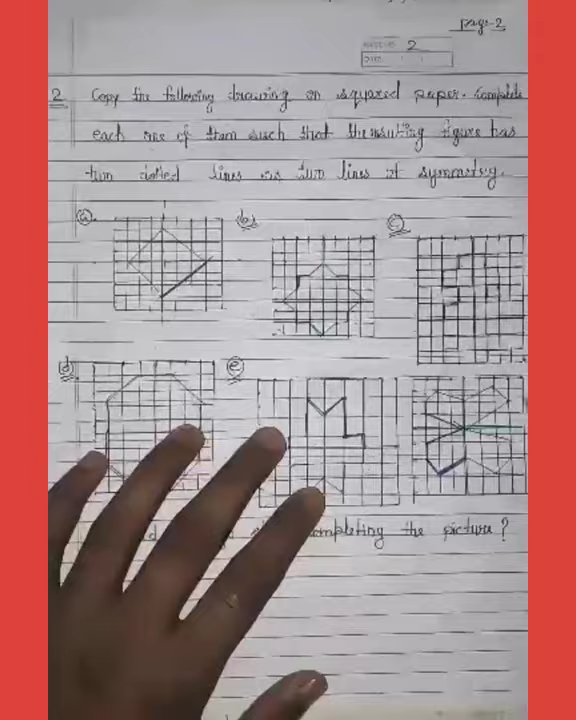 page-2
2
2 Copy the following drawing on squared paper. Complete
each one of them such that the resulting figure has
two dotted lines as two lines of symmetry.
(a) (b) (c)
(d) (e)
completing the picture?